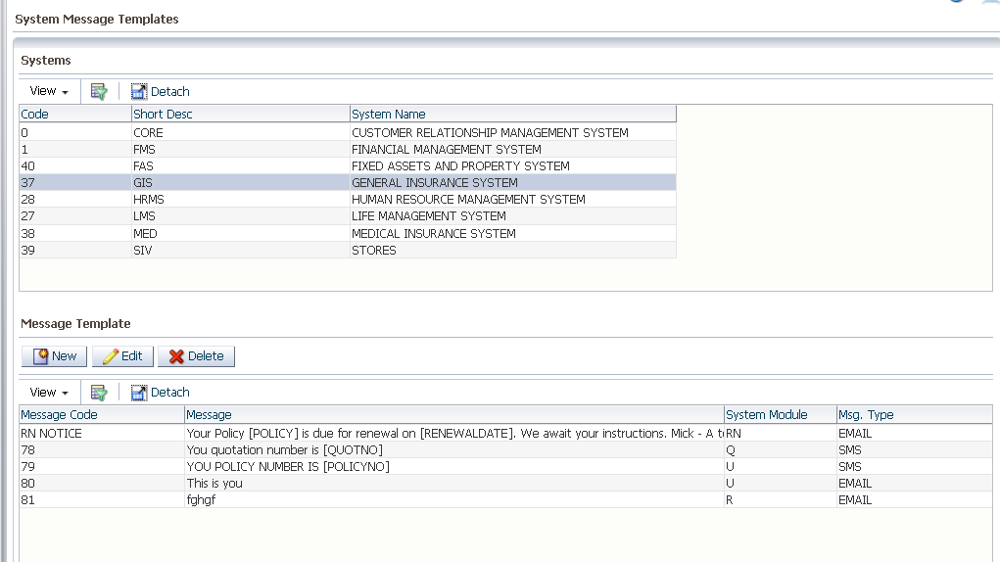 System Message Templates
Systems
View Detach
Code Short Desc System Name
0 CORE CUSTOMER RELATIONSHIP MANAGEMENT SYSTEM
1 FMS FINANCIAL MANAGEMENT SYSTEM
40 FAS FIXED ASSETS AND PROPERTY SYSTEM
37 GIS GENERAL INSURANCE SYSTEM
28 HRMS HUMAN RESOURCE MANAGEMENT SYSTEM
27 LMS LIFE MANAGEMENT SYSTEM
38 MED MEDICAL INSURANCE SYSTEM
39 SIV STORES
Message Template
New Edit Delete
View Detach
Message Code Message System Module Msg. Type
RN NOTICE Your Policy [POLICY] is due for renewal on [RENEWALDATE]. We await your instructions. Mick - A t RN EMAIL
78 You quotation number is [QUOTNO] Q SMS
79 YOU POLICY NUMBER IS [POLICYNO] U SMS
80 This is you U EMAIL
81 fghgf R EMAIL